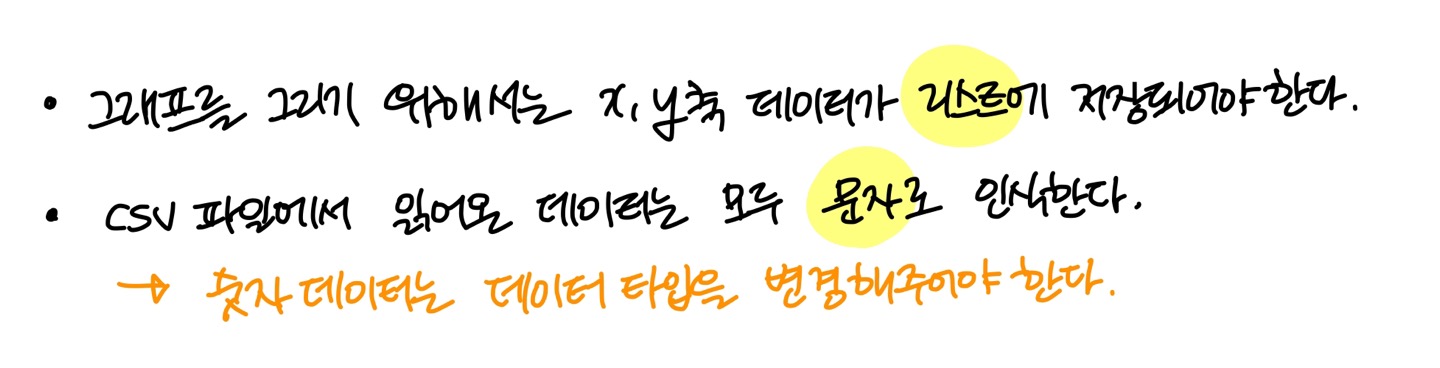 • 그래프를 그리기 위해서는 x, y축 데이터가 리스트에 저장되어야 한다.
• CSV 파일에서 읽어온 데이터는 모두 문자로 인식한다.
→ 숫자 데이터는 데이터 타입을 변경해주어야 한다.